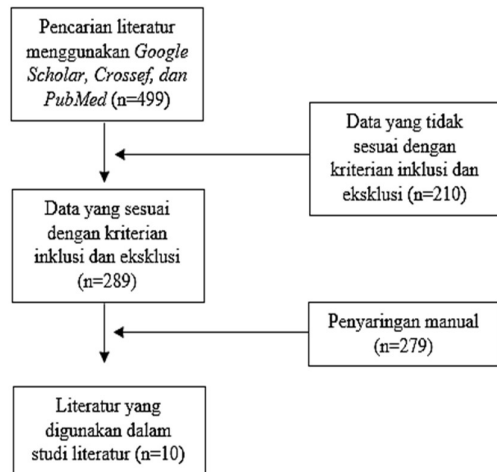 Pencarian literatur
menggunakan Google
Scholar, Crossef, dan
PubMed (n=499)
Data yang tidak
sesuai dengan
kriterian inklusi dan
eksklusi (n=210)
Data yang sesuai
dengan kriterian
inklusi dan eksklusi
(n=289)
Penyaringan manual
(n=279)
Literatur yang
digunakan dalam
studi literatur (n=10)